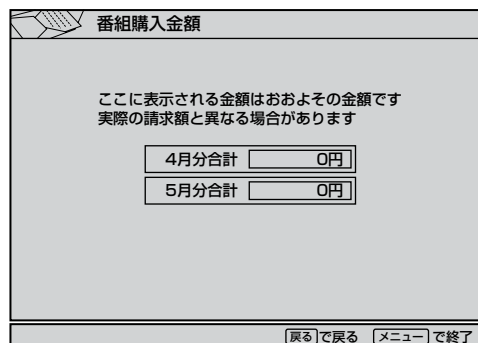 番組購入金額
ここに表示される金額はおおよその金額です
実際の請求額と異なる場合があります
4月分合計 0円
5月分合計 0円
戻るで戻る メニューで終了